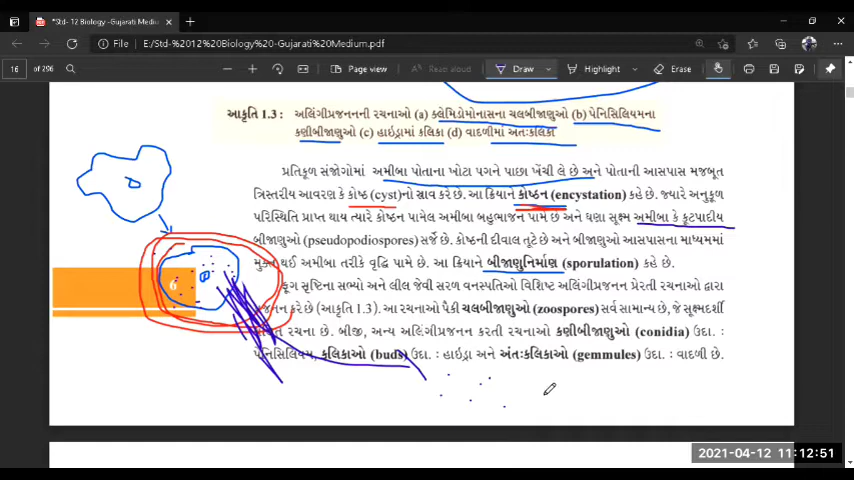 *Std- 12 Biology -Gujarati Mediu
File
E:/Std-%2012%20Biology%20-Gujarati%20Medium.pdf
16 of 296
Page view
Read aloud
Draw
Highlight
Erase
આકૃતિ 1.3 : અલિંગીપ્રજનનની રચનાઓ (a) ક્લેમિડોમોનાસના ચલબીજાણુઓ (b) પેનિસિલિયમના
કણીબીજાણુઓ (c) હાઇડ્રામાં કલિકા (d) વાદળીમાં અંતઃકલિકા
પ્રતિકૂળ સંજોગોમાં અમીબા પોતાના ખોટા પગને પાછા ખેંચી લે છે અને પોતાની આસપાસ મજબૂત
ત્રિસ્તરીય આવરણ કે કોષ્ઠ (cyst)નો સ્રાવ કરે છે. આ ક્રિયાને કોષ્ઠન (encystation) કહે છે. જ્યારે અનુકૂળ
પરિસ્થિતિ પ્રાપ્ત થાય ત્યારે કોષ્ઠન પામેલ અમીબા બહુભાજન પામે છે અને ઘણા સૂક્ષ્મ અમીબા કે કૂટપાદીય
બીજાણુઓ (pseudopodiospores) સર્જે છે. કોષ્ઠની દીવાલ તૂટે છે અને બીજાણુઓ આસપાસના માધ્યમમાં
મુક્ત થઈ અમીબા તરીકે વૃદ્ધિ પામે છે. આ ક્રિયાને બીજાણુનિર્માણ (sporulation) કહે છે.
6
ફૂગ સૃષ્ટિના સભ્યો અને લીલ જેવી સરળ વનસ્પતિઓ વિશિષ્ટ અલિંગીપ્રજનન પ્રેરતી રચનાઓ દ્વારા
કરે છે (આકૃતિ 1.3). આ રચનાઓ પૈકી ચલબીજાણુઓ (zoospores) સર્વ સામાન્ય છે, જે સૂક્ષ્મદર્શી
રચના છે. બીજી, અન્ય અલિંગીપ્રજનન કરતી રચનાઓ કણીબીજાણુઓ (conidia) ઉદા. :
પેનિસિલિયમ, કલિકાઓ (buds) ઉદા. : હાઇડ્રા અને અંતઃકલિકાઓ (gemmules) ઉદા. : વાદળી છે.
2021-04-12 11:12:51